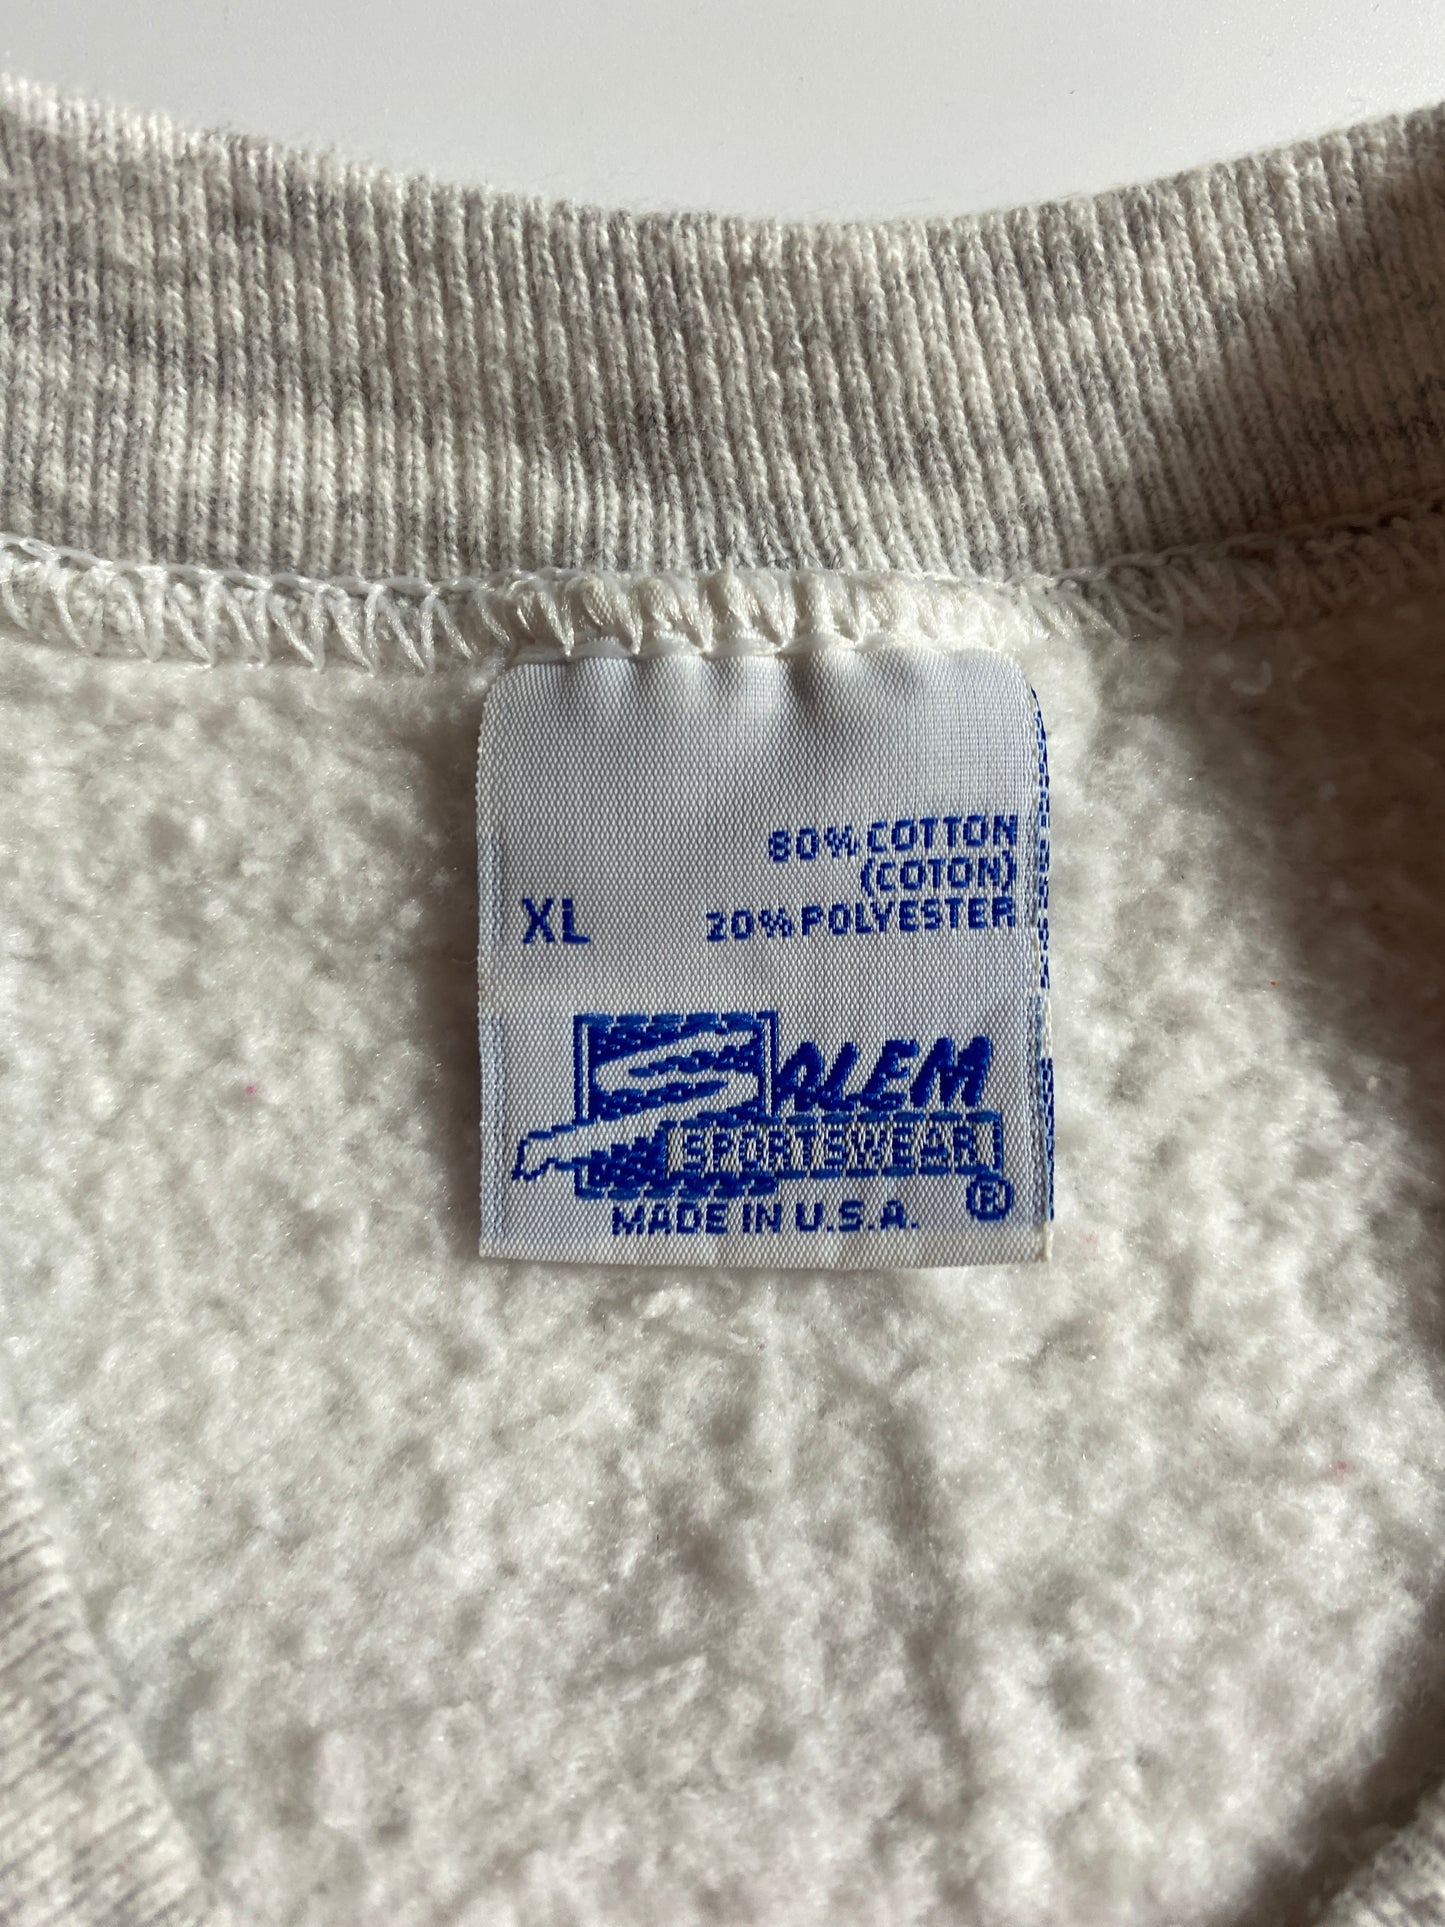 80% COTTON
(COTON)
XL 20% POLYESTER
SALEM
SPORTSWEAR
®
MADE IN U.S.A.